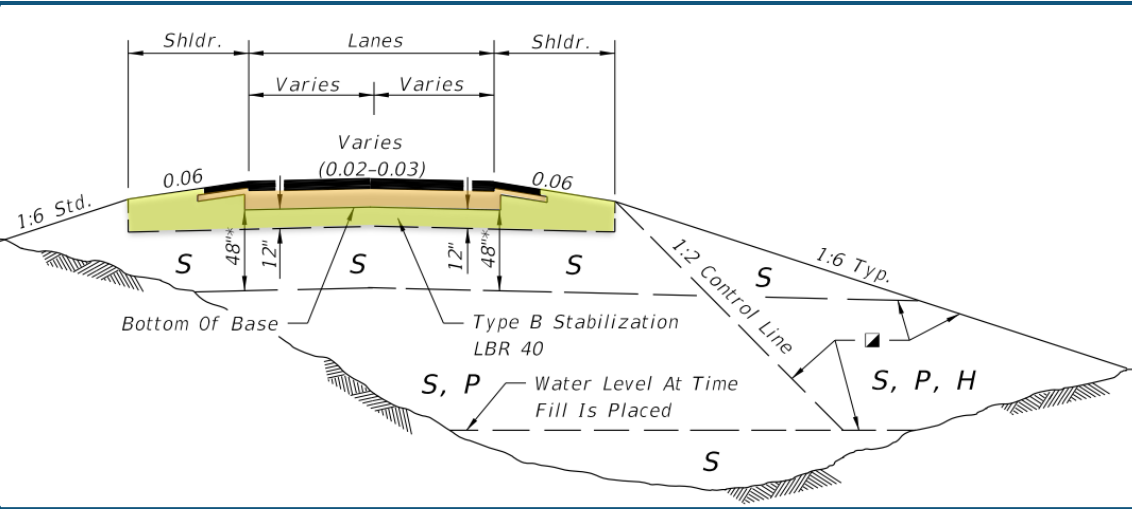 Shldr.
Lanes
Shldr.
Varies
Varies
Varies
(0.02-0.03)
0.06
0.06
1:6 Std.
48"*
12"
12"
48"*
S
S
S
S
1:2 Control Line
1:6 Typ.
Bottom Of Base
Type B Stabilization
LBR 40
S, P
S, P, H
Water Level At Time
Fill Is Placed
S